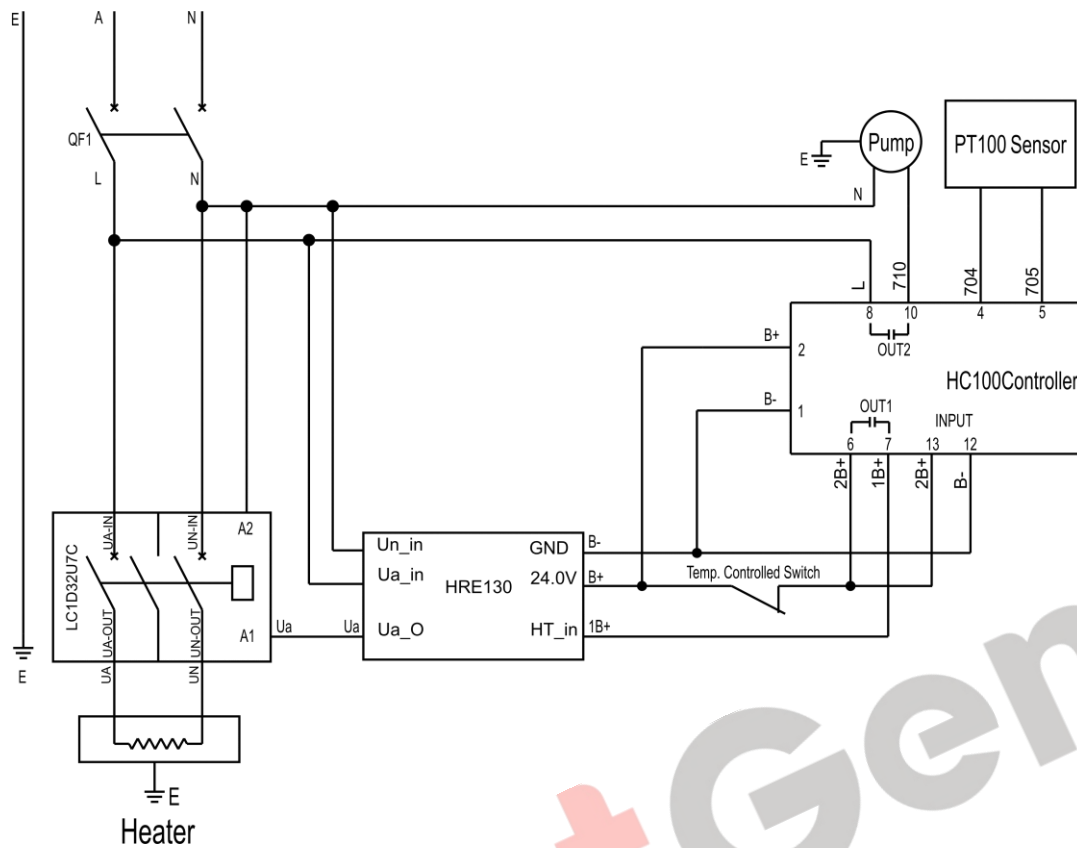 E
A
N
QF1
L
N
E
Pump
N
PT100 Sensor
L
710
704
705
8
10
4
5
OUT2
B+
2
HC100Controller
B-
1
OUT1
INPUT
6
7
13
12
2B+
1B+
2B+
B-
LC1D32U7C
UA-IN
UN-IN
A2
UA-OUT
UN-OUT
A1
Ua
Ua
UA
UN
Un_in
GND
B-
Ua_in
HRE130
24.0V
B+
Temp. Controlled Switch
Ua_O
HT_in
1B+
E
E
Heater
tGen